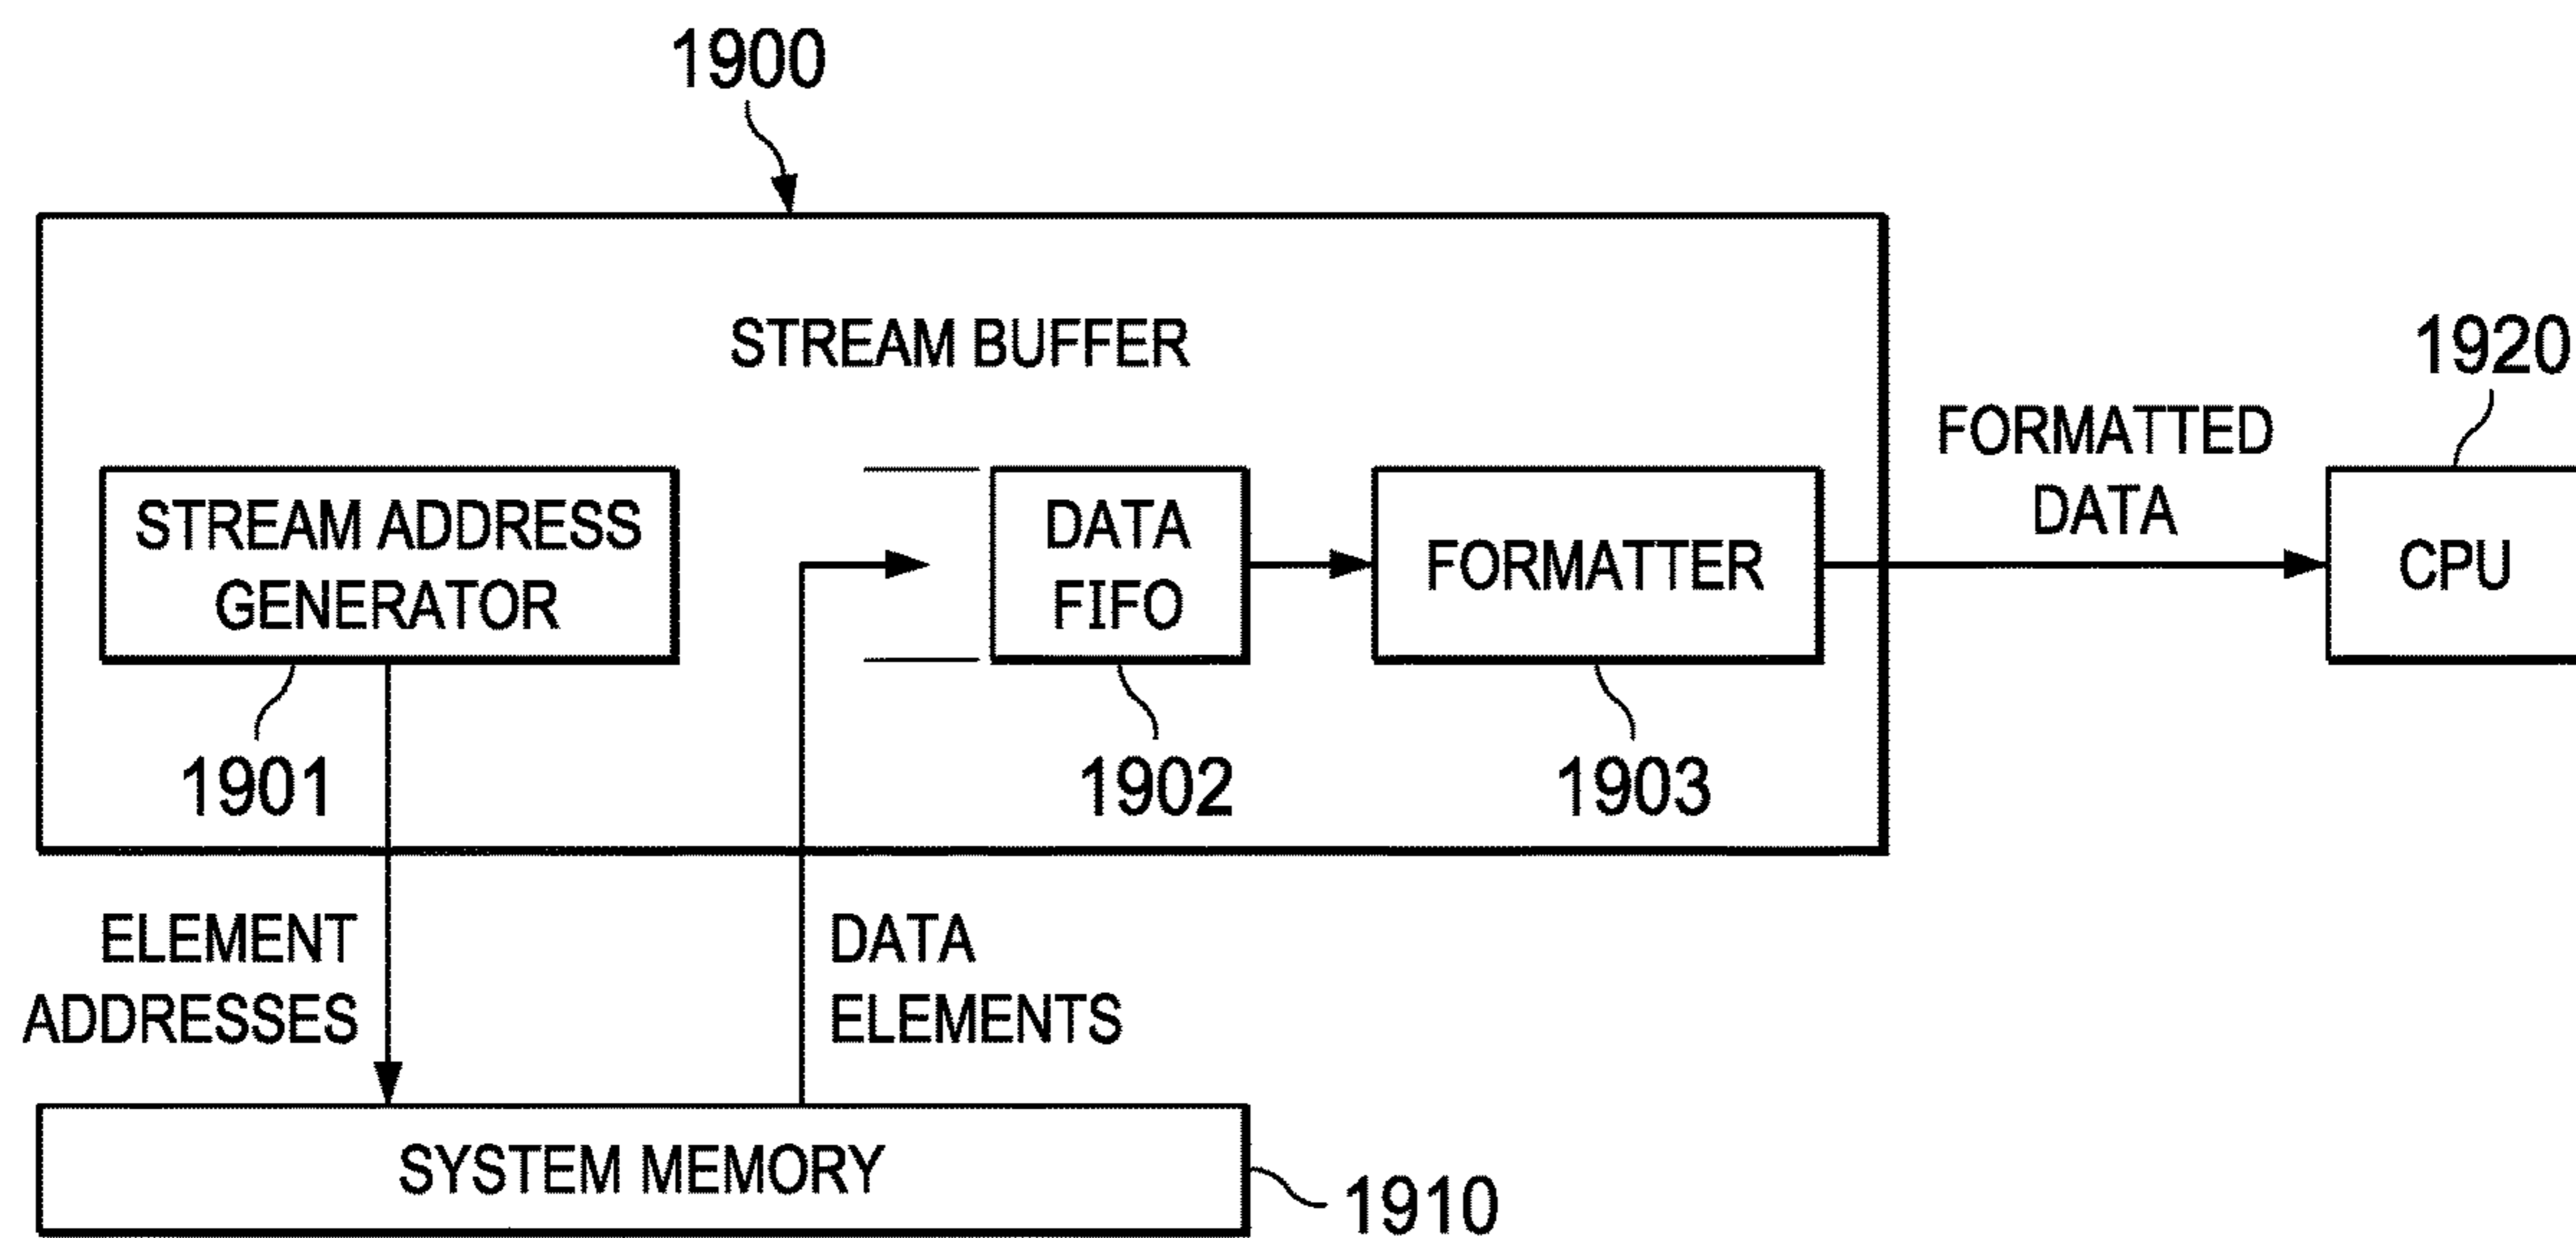 1900
STREAM BUFFER
1920
FORMATTED
DATA
STREAM ADDRESS
GENERATOR
DATA
FIFO
FORMATTER
CPU
1901
1902
1903
ELEMENT
ADDRESSES
DATA
ELEMENTS
SYSTEM MEMORY
1910